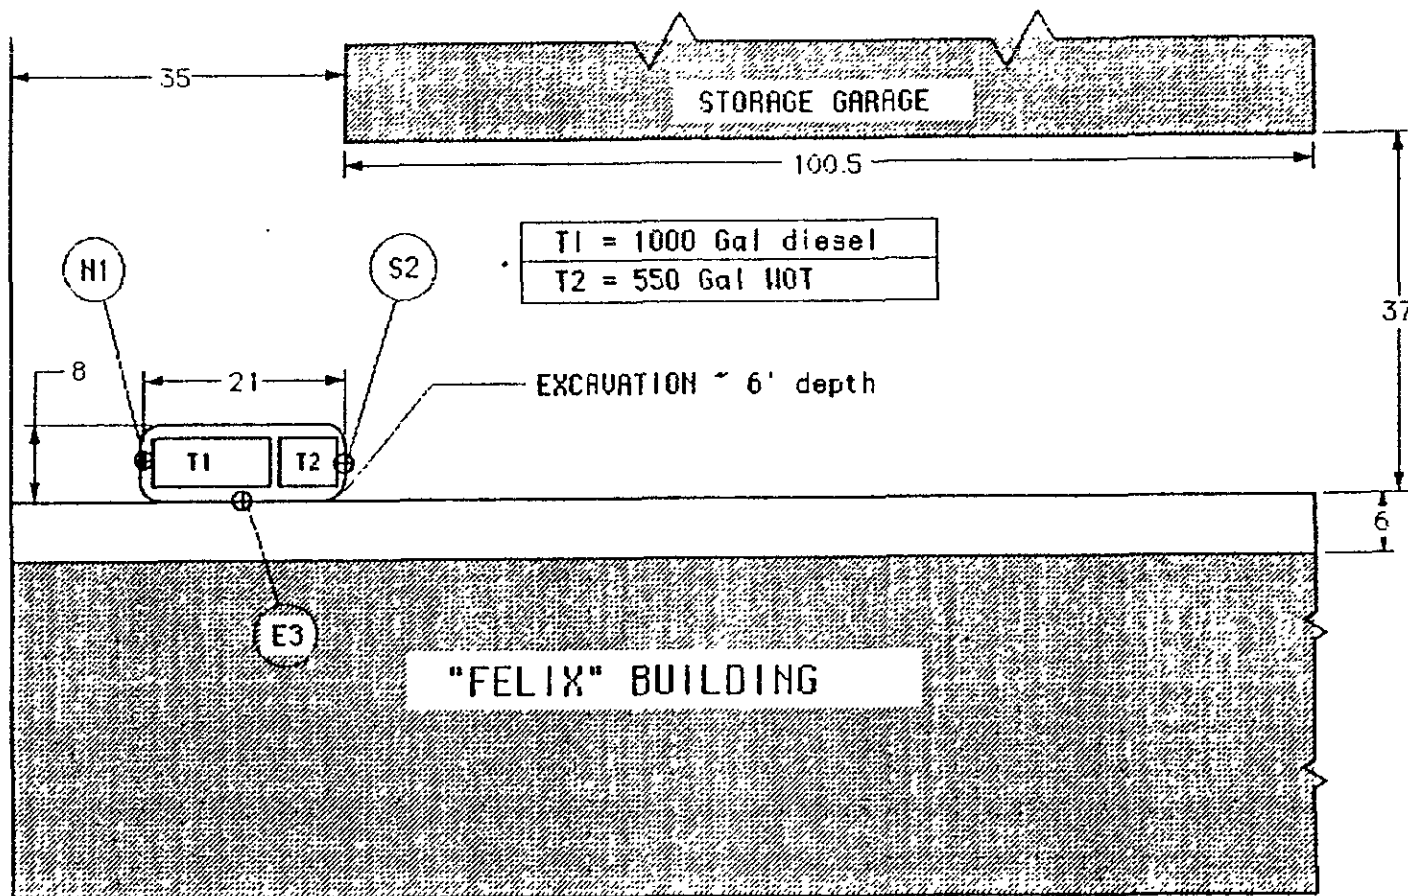 35
STORAGE GARAGE
100.5
T1 = 1000 Gal diesel
T2 = 550 Gal WOT
N1
S2
37
8
21
EXCAVATION ~ 6' depth
T1
T2
6
E3
"FELIX" BUILDING